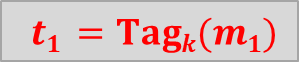 t₁ = Tagₖ(m₁)